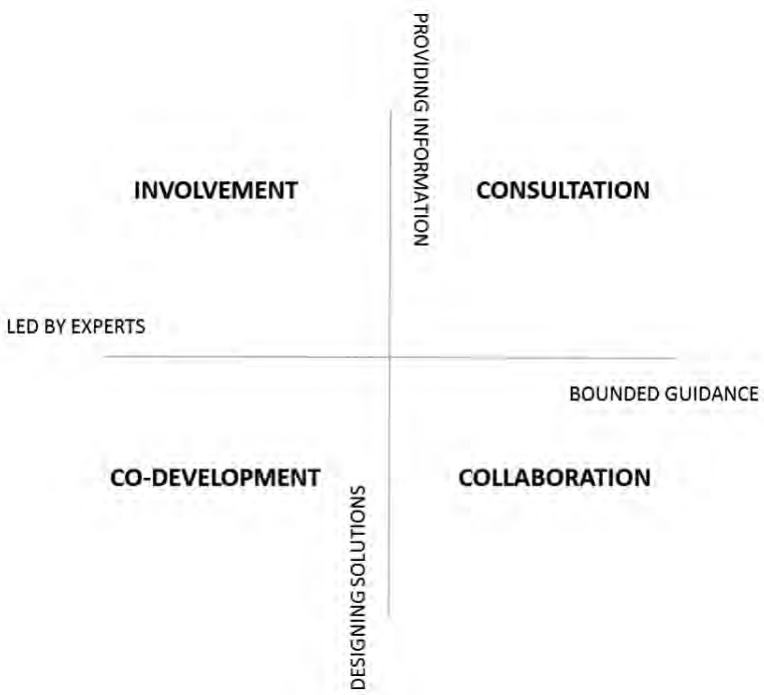 PROVIDING INFORMATION
INVOLVEMENT
CONSULTATION
LED BY EXPERTS
BOUNDED GUIDANCE
CO-DEVELOPMENT
COLLABORATION
DESIGNING SOLUTIONS